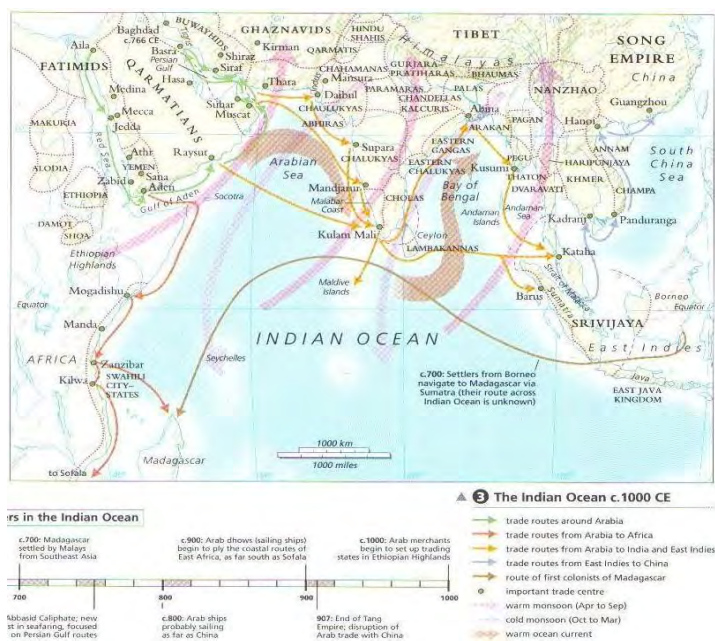 Baghdad
c.766 CE
BUWAYHIDS
GHAZNAVIDS
HINDU
SHAHIS
TIBET
SONG
EMPIRE
China
Aila
Basra
Persian
Gulf
Shiraz
Siraf
Kirman
QARMATIS
Himalayas
FATIMIDS
QARMATIANS
Hasa
Thara
CHAHAMANAS
Mansura
GURJARA-
PRATIHARAS
BHAUMAS
NANZHAO
Medina
Suhar
Muscat
Daibul
PARAMARAS
CHANDELLAS
PALAS
Guangzhou
Mecca
Jedda
CHAULUKYAS
KALCURIS
Ahina
PAGAN
Hanoi
MAKURIA
Red Sea
ABHIRAS
ARAKAN
ANNAM
South
China
Sea
Athr
Raysut
Arabian
Sea
Supara
CHALUKYAS
EASTERN
GANGAS
PEGU
HARIPONJAYA
ALODIA
YEMEN
Sana
Zabid
Aden
EASTERN
CHALUKYAS
Kusumi
THATON
KHMER
ETHIOPIA
Gulf of Aden
Socotra
Mandjarur
Malabar
Coast
CHOLAS
Bay of
Bengal
DVARAVATI
CHAMPA
Andaman
Islands
Andaman
Sea
Kadranj
Panduranga
DAMOT
SHOA
Kulam Mali
Ceylon
LAMBAKANNAS
Kataha
Ethiopian
Highlands
Maldive
Islands
Strait of Malacca
Mogadishu
Barus
Sumatra
Borneo
Equator
Equator
Manda
INDIAN OCEAN
SRIVIJAYA
East Indies
AFRICA
Zanzibar
SWAHILI
CITY-
STATES
Kilwa
Seychelles
c.700: Settlers from Borneo
navigate to Madagascar via
Sumatra (their route across
Indian Ocean is unknown)
Java
EAST JAVA
KINGDOM
Madagascar
1000 km
1000 miles
to Sofala
3 The Indian Ocean c.1000 CE
trade routes around Arabia
trade routes from Arabia to Africa
trade routes from Arabia to India and East Indies
trade routes from East Indies to China
route of first colonists of Madagascar
important trade centre
warm monsoon (Apr to Sep)
cold monsoon (Oct to Mar)
warm ocean current
ers in the Indian Ocean
c.700: Madagascar
settled by Malays
from Southeast Asia
c.900: Arab dhows (sailing ships)
begin to ply the coastal routes of
East Africa, as far south as Sofala
c.1000: Arab merchants
begin to set up trading
states in Ethiopian Highlands
700
800
900
1000
Abbasid Caliphate; new
st in seafaring, focused
on Persian Gulf routes
c.800: Arab ships
probably sailing
as far as China
907: End of Tang
Empire; disruption of
Arab trade with China